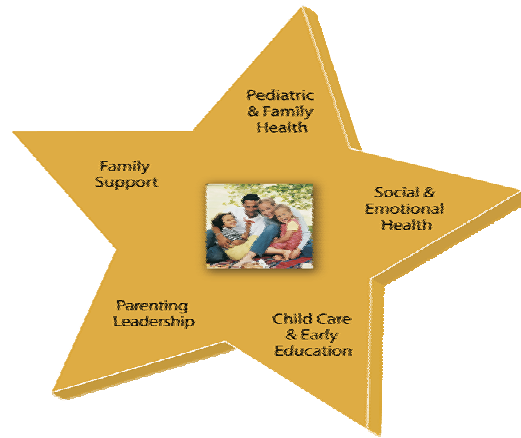 Pediatric
& Family
Health
Family
Support
Social &
Emotional
Health
Parenting
Leadership
Child Care
& Early
Education